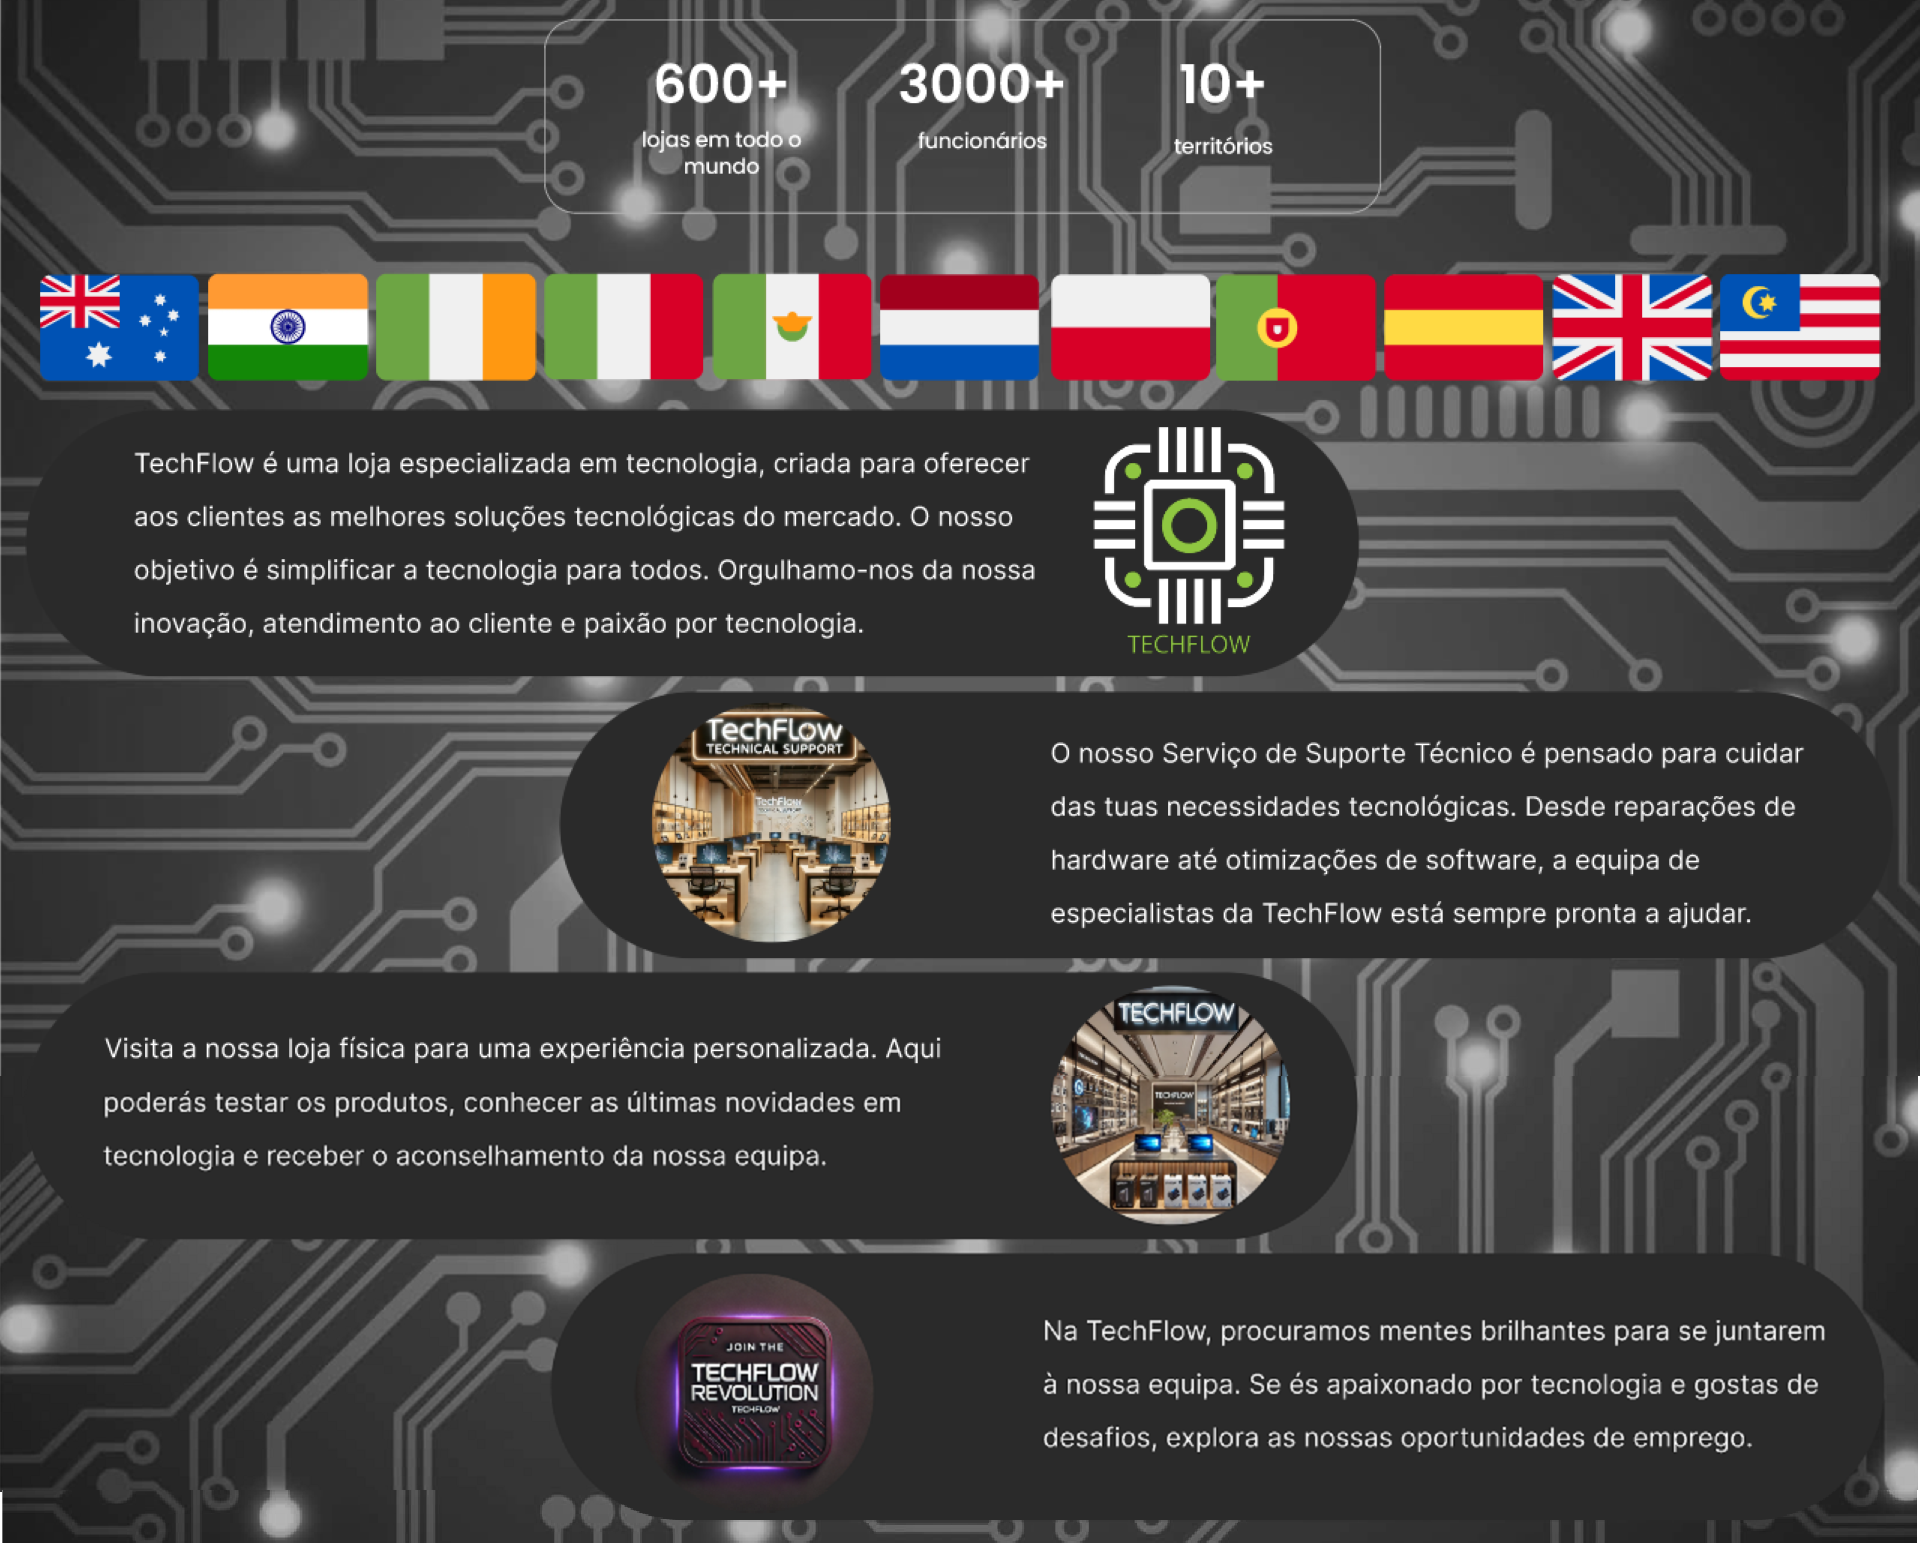 600+
3000+
10+
lojas em todo o
mundo
funcionários
territórios
TechFlow é uma loja especializada em tecnologia, criada para oferecer
aos clientes as melhores soluções tecnológicas do mercado. O nosso
objetivo é simplificar a tecnologia para todos. Orgulhamo-nos da nossa
inovação, atendimento ao cliente e paixão por tecnologia.
TECHFLOW
TechFlow
TECHNICAL SUPPORT
TechFlow
O nosso Serviço de Suporte Técnico é pensado para cuidar
das tuas necessidades tecnológicas. Desde reparações de
hardware até otimizações de software, a equipa de
especialistas da TechFlow está sempre pronta a ajudar.
Visita a nossa loja física para uma experiência personalizada. Aqui
poderás testar os produtos, conhecer as últimas novidades em
tecnologia e receber o aconselhamento da nossa equipa.
TECHFLOW
TECHFLOW
JOIN THE
TECHFLOW
REVOLUTION
TECHFLOW
Na TechFlow, procuramos mentes brilhantes para se juntarem
à nossa equipa. Se és apaixonado por tecnologia e gostas de
desafios, explora as nossas oportunidades de emprego.